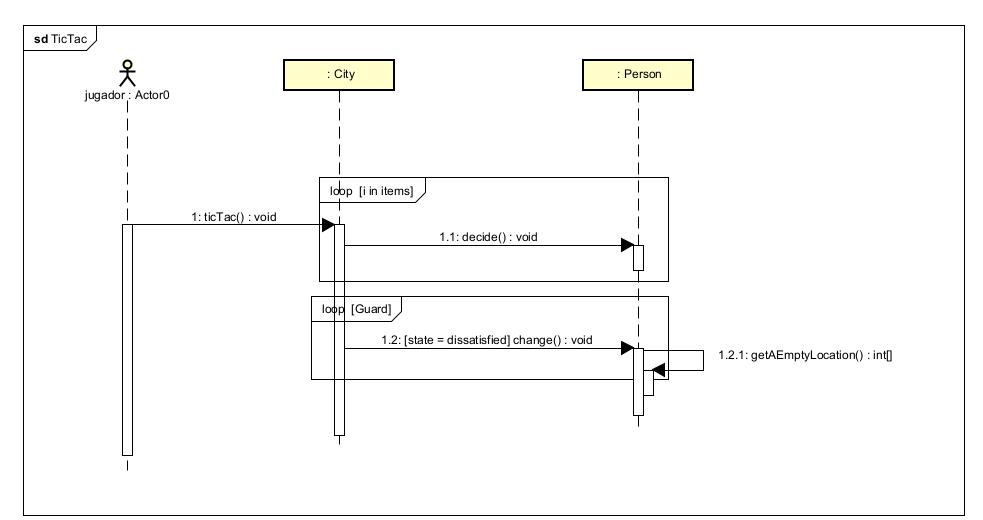 sd TicTac
jugador : Actor0
: City
: Person
loop [i in items]
1: ticTac() : void
1.1: decide() : void
loop [Guard]
1.2: [state = dissatisfied] change() : void
1.2.1: getAEmptyLocation() : int[]